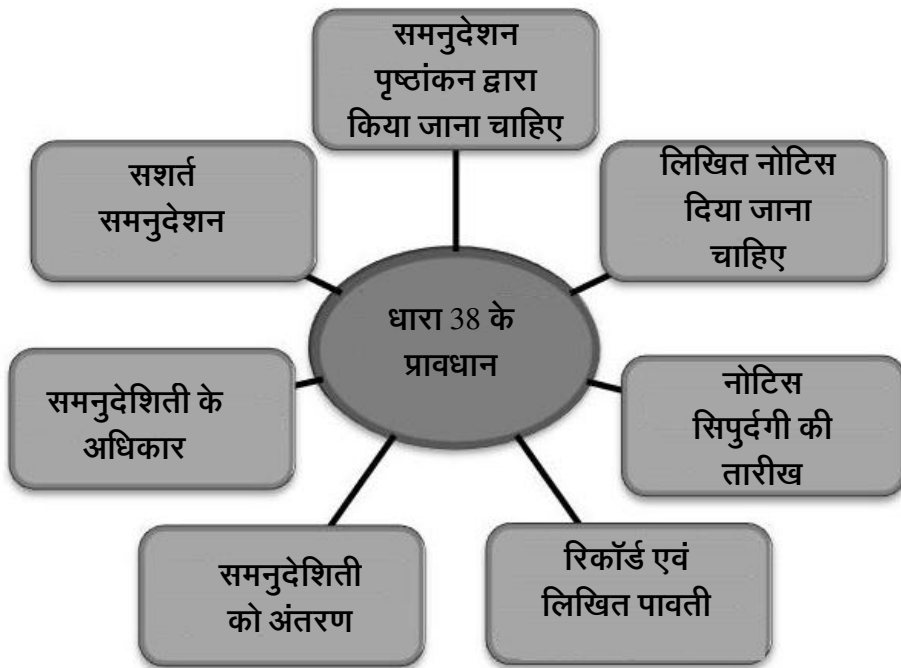 समनुदेशन
पृष्ठांकन द्वारा
किया जाना चाहिए
लिखित नोटिस
दिया जाना
चाहिए
नोटिस
सिपुर्दगी की
तारीख
रिकॉर्ड एवं
लिखित पावती
समनुदेशिती
को अंतरण
समनुदेशिती के
अधिकार
सशर्त
समनुदेशन
धारा 38 के
प्रावधान